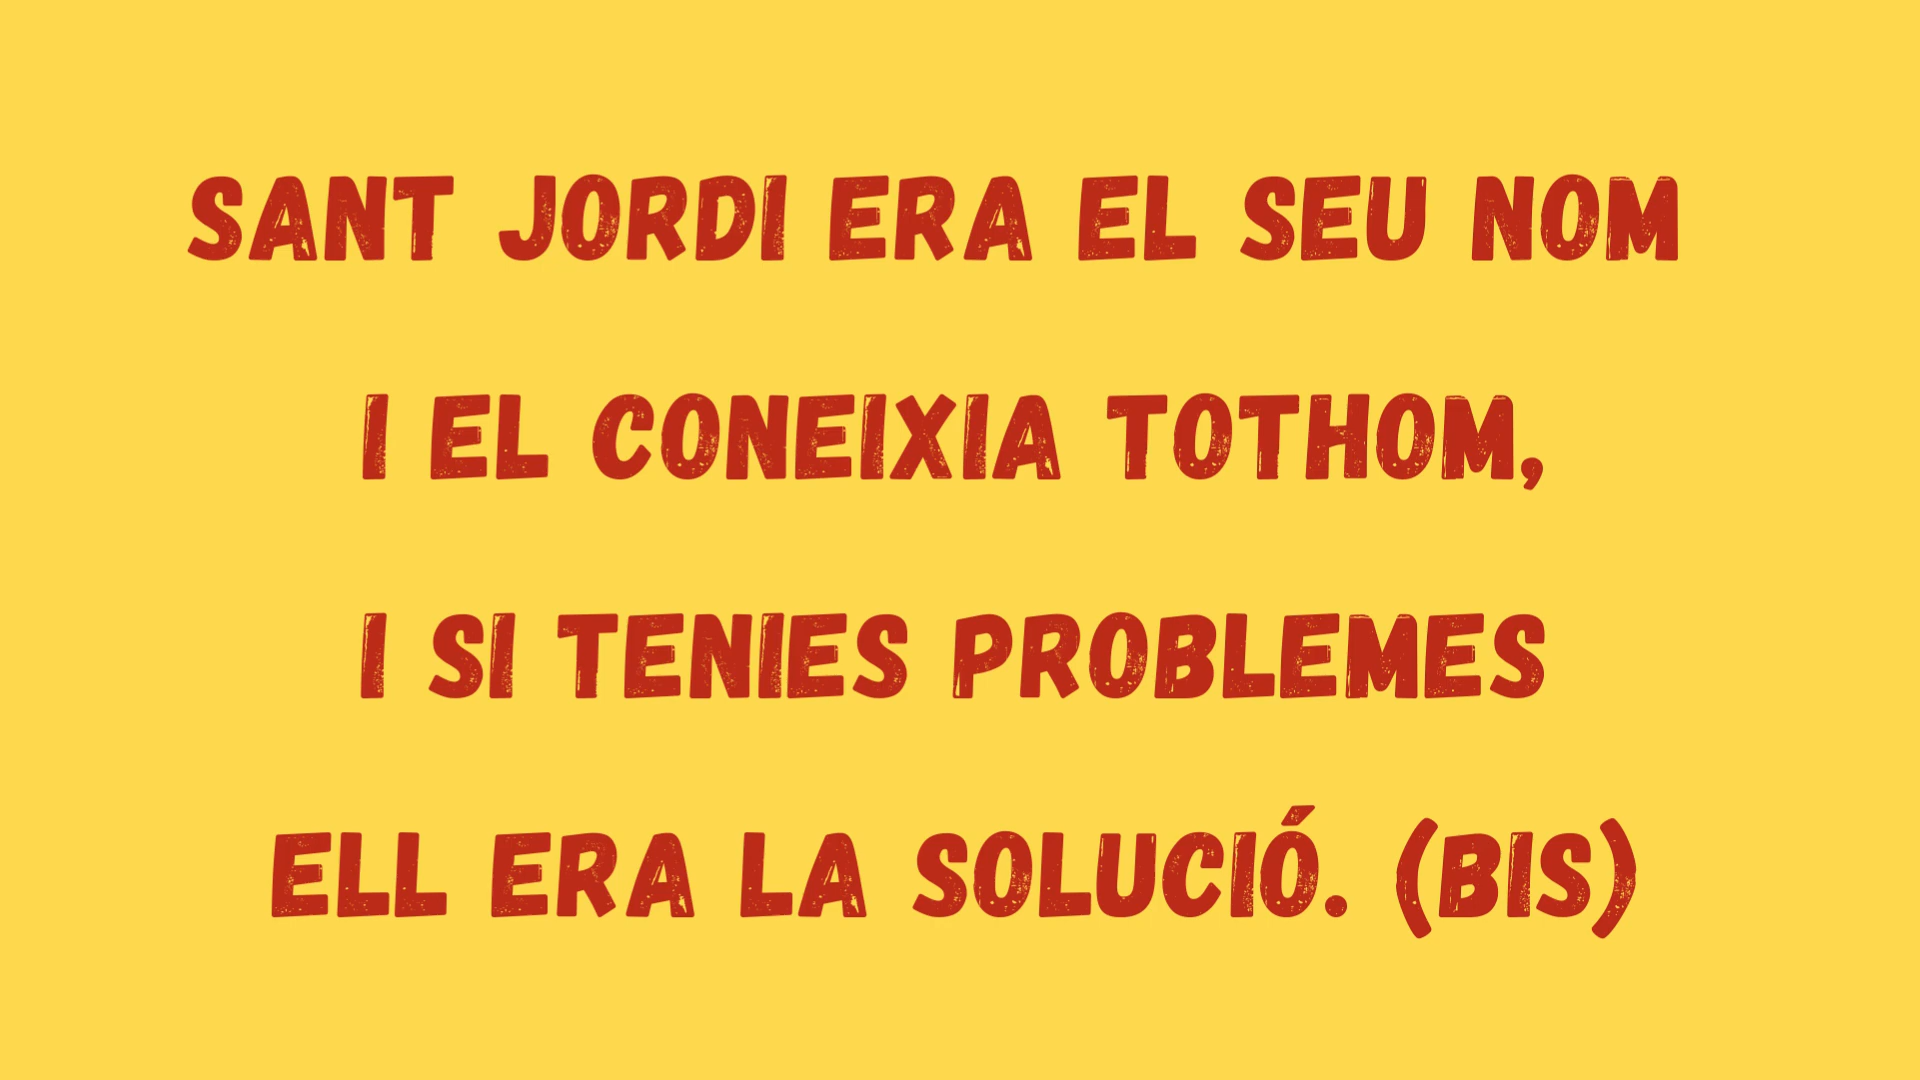 SANT JORDI ERA EL SEU NOM
I EL CONEIXIA TOTHOM,
I SI TENIES PROBLEMES
ELL ERA LA SOLUCIÓ. (BIS)